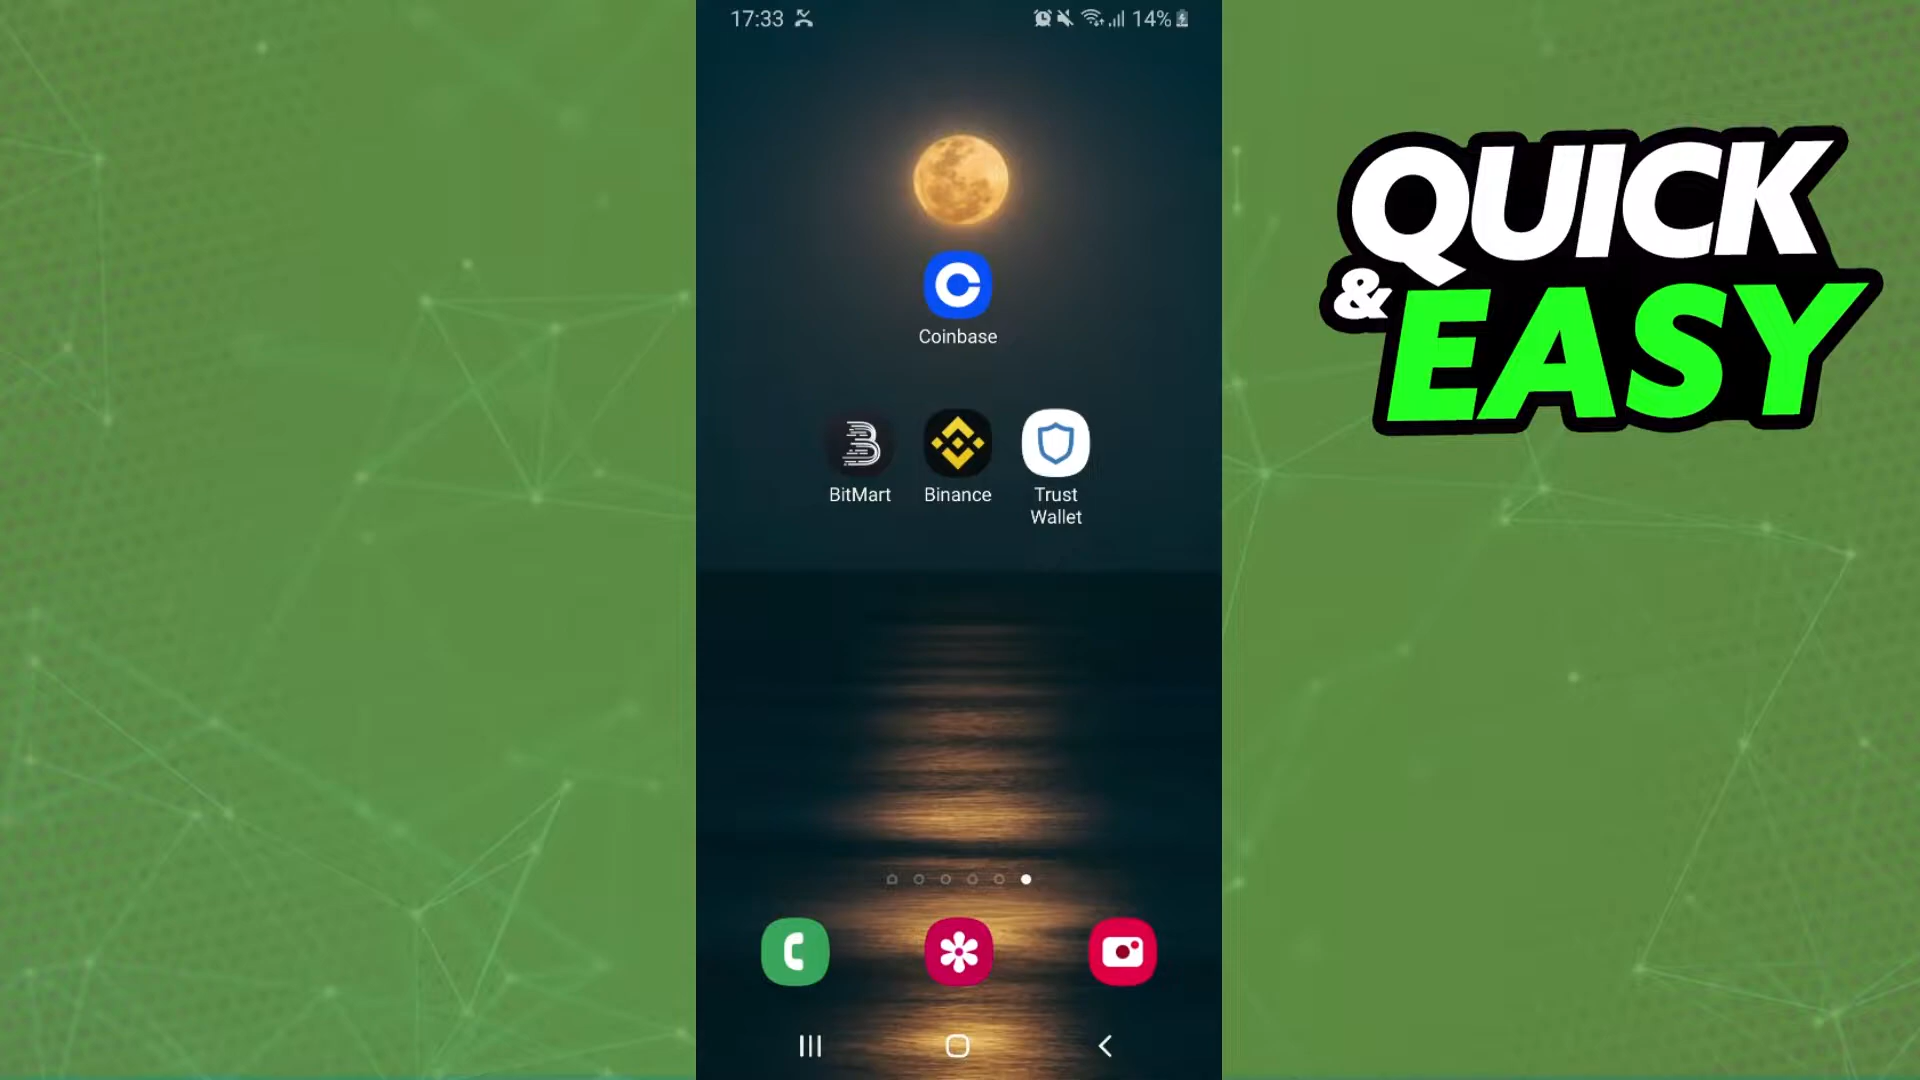 17:33
14%
QUICK
& EASY
Coinbase
BitMart
Binance
Trust
Wallet